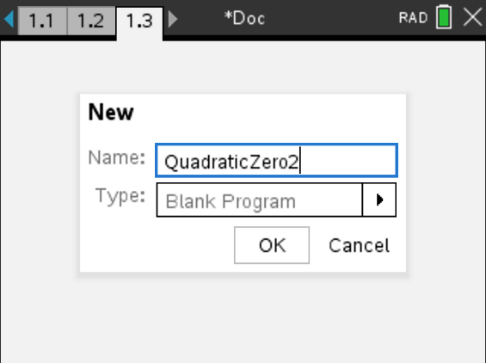 1.1 1.2 1.3 *Doc RAD
New
Name: QuadraticZero2
Type: Blank Program
OK Cancel